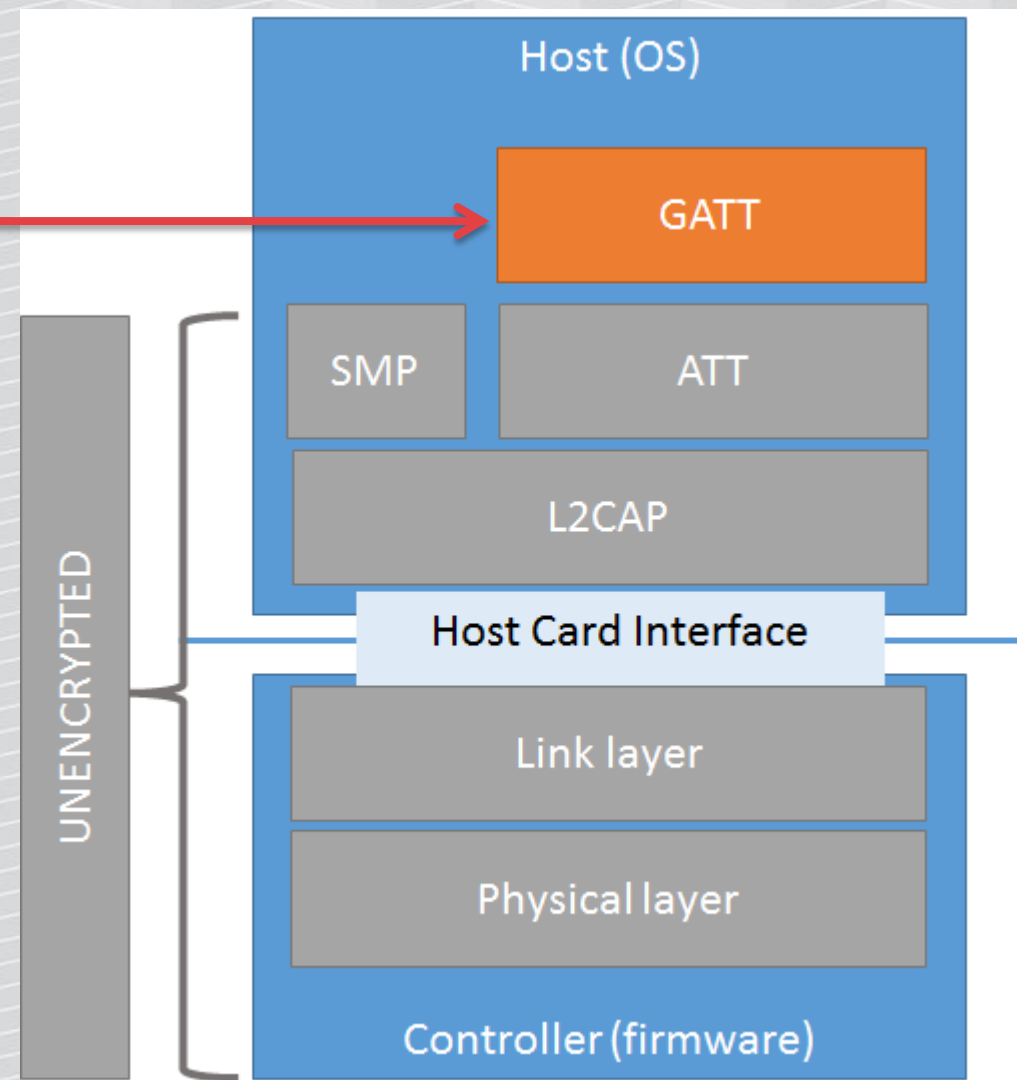 Host (OS)
GATT
SMP
ATT
L2CAP
UNENCRYPTED
Host Card Interface
Link layer
Physical layer
Controller (firmware)